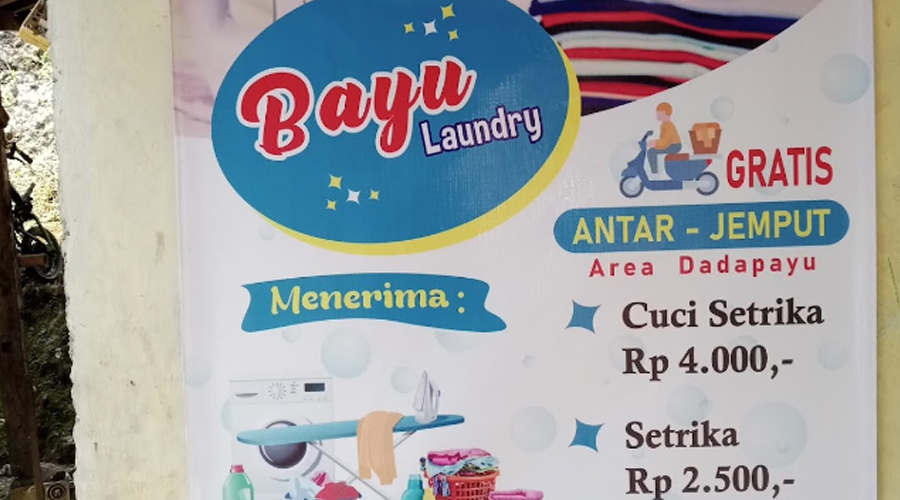 Bayu
Laundry
GRATIS
ANTAR - JEMPUT
Area Dadapayu
Menerima :
Cuci Setrika
Rp 4.000,-
Setrika
Rp 2.500,-